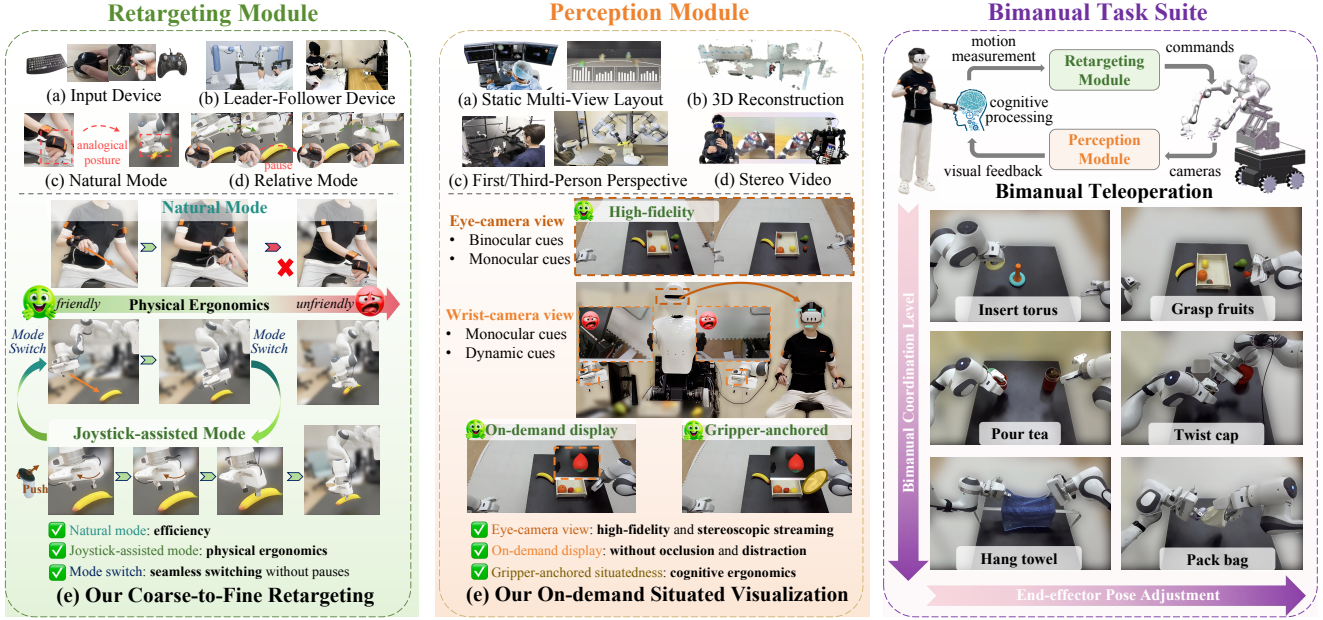 Retargeting Module
(a) Input Device
(b) Leader-Follower Device
analogical
posture
pause
(c) Natural Mode
(d) Relative Mode
Natural Mode
friendly
Physical Ergonomics
unfriendly
Mode
Switch
Mode
Switch
Joystick-assisted Mode
Push
Natural mode: efficiency
Joystick-assisted mode: physical ergonomics
Mode switch: seamless switching without pauses
(e) Our Coarse-to-Fine Retargeting
Perception Module
(a) Static Multi-View Layout
(b) 3D Reconstruction
(c) First/Third-Person Perspective
(d) Stereo Video
Eye-camera view
• Binocular cues
• Monocular cues
High-fidelity
Wrist-camera view
• Monocular cues
• Dynamic cues
On-demand display
Gripper-anchored
Eye-camera view: high-fidelity and stereoscopic streaming
On-demand display: without occlusion and distraction
Gripper-anchored situatedness: cognitive ergonomics
(e) Our On-demand Situated Visualization
Bimanual Task Suite
motion
measurement
Retargeting
Module
commands
cognitive
processing
Perception
Module
visual feedback
cameras
Bimanual Teleoperation
Bimanual Coordination Level
Insert torus
Grasp fruits
Pour tea
Twist cap
Hang towel
Pack bag
End-effector Pose Adjustment